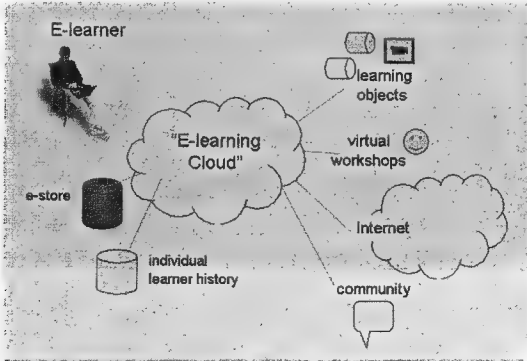 E-learner
learning
objects
"E-learning
Cloud"
virtual
workshops
e-store
Internet
individual
learner history
community